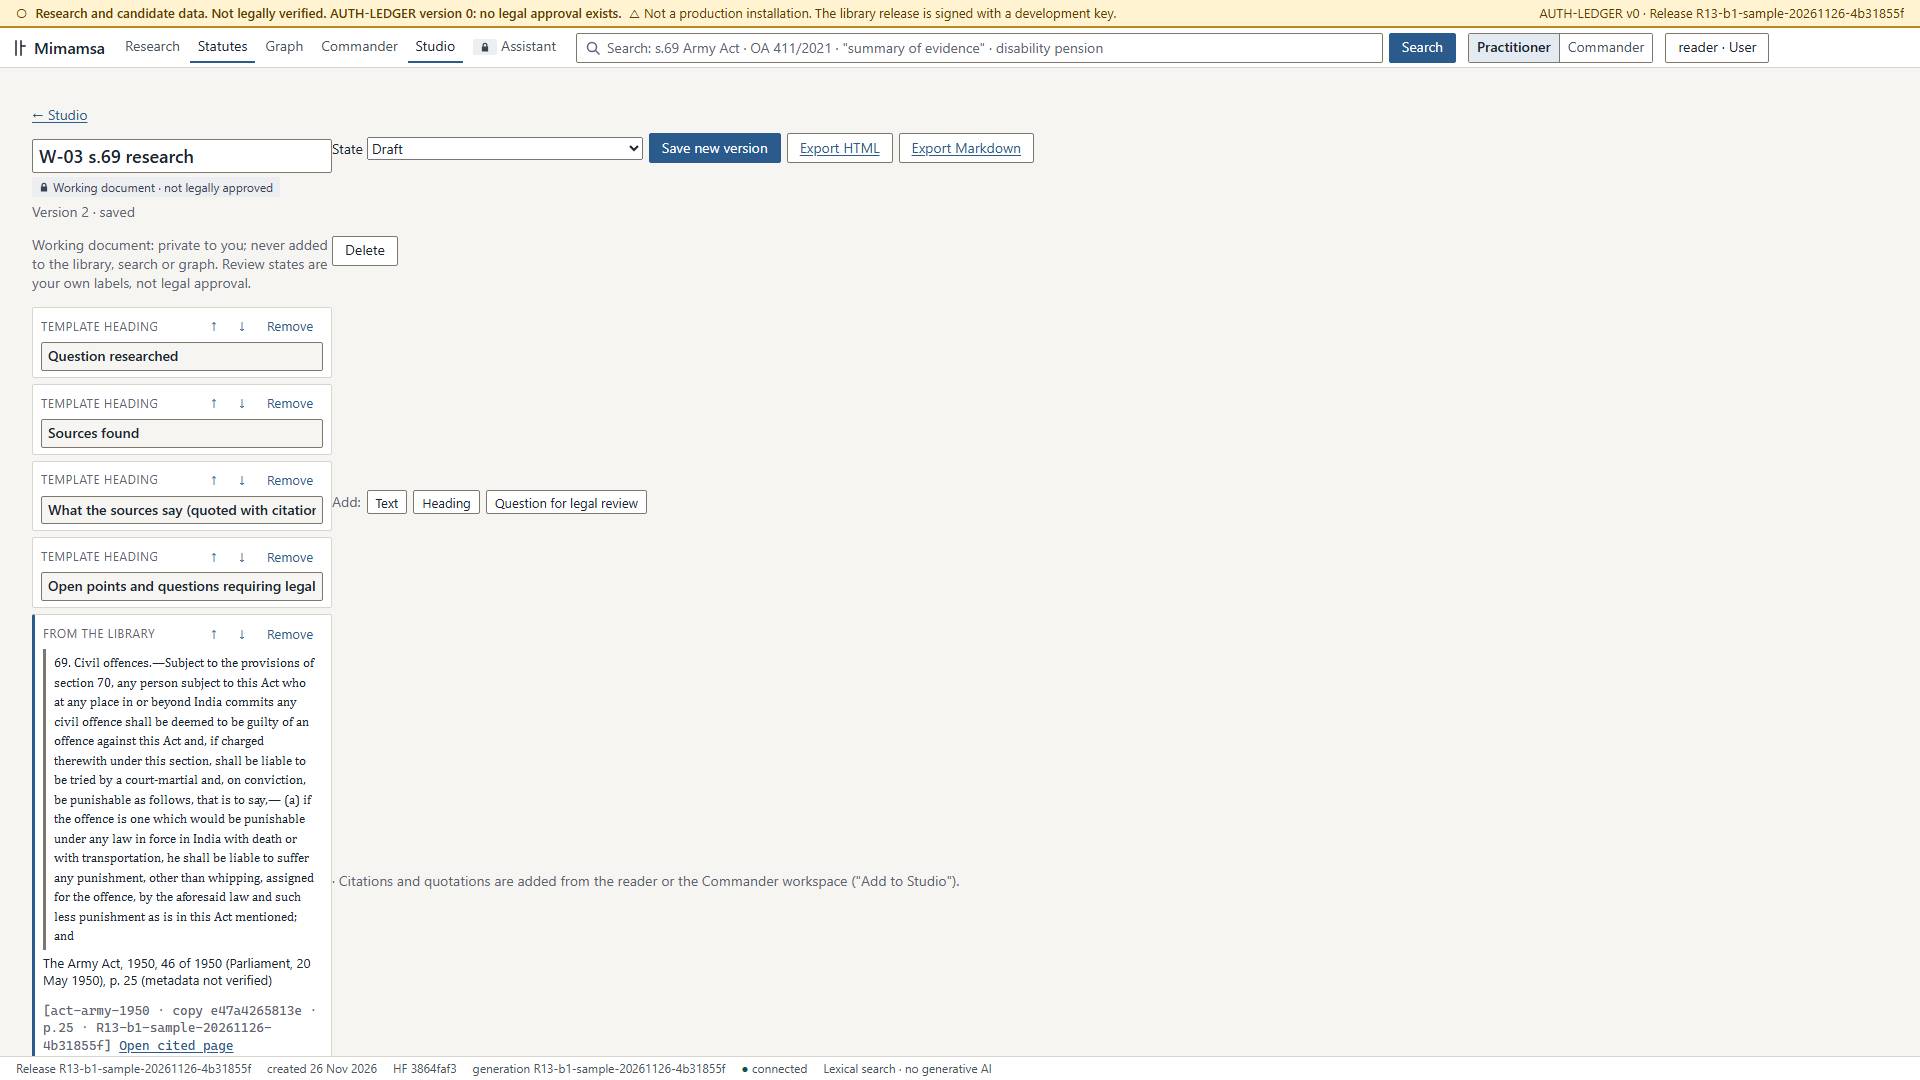 Research and candidate data. Not legally verified. AUTH-LEDGER version 0: no legal approval exists. ⚠ Not a production installation. The library release is signed with a development key. AUTH-LEDGER v0 · Release R13-b1-sample-20261126-4b31855f
Mimamsa Research Statutes Graph Commander Studio Assistant Search: s.69 Army Act · OA 411/2021 · "summary of evidence" · disability pension Search Practitioner Commander reader · User
← Studio
W-03 s.69 research State Draft Save new version Export HTML Export Markdown
Working document · not legally approved
Version 2 · saved
Working document: private to you; never added
to the library, search or graph. Review states are
your own labels, not legal approval.
Delete
TEMPLATE HEADING ↑ ↓ Remove
Question researched
TEMPLATE HEADING ↑ ↓ Remove
Sources found
TEMPLATE HEADING ↑ ↓ Remove
What the sources say (quoted with citation
Add: Text Heading Question for legal review
TEMPLATE HEADING ↑ ↓ Remove
Open points and questions requiring legal
FROM THE LIBRARY ↑ ↓ Remove
69. Civil offences.—Subject to the provisions of
section 70, any person subject to this Act who
at any place in or beyond India commits any
civil offence shall be deemed to be guilty of an
offence against this Act and, if charged
therewith under this section, shall be liable to
be tried by a court-martial and, on conviction,
be punishable as follows, that is to say,— (a) if
the offence is one which would be punishable
under any law in force in India with death or
with transportation, he shall be liable to suffer
any punishment, other than whipping, assigned
for the offence, by the aforesaid law and such
less punishment as is in this Act mentioned;
and
· Citations and quotations are added from the reader or the Commander workspace ("Add to Studio").
The Army Act, 1950, 46 of 1950 (Parliament, 20
May 1950), p. 25 (metadata not verified)
[act-army-1950 · copy e47a4265813e ·
p.25 · R13-b1-sample-20261126-
4b31855f] Open cited page
Release R13-b1-sample-20261126-4b31855f created 26 Nov 2026 HF 3864faf3 generation R13-b1-sample-20261126-4b31855f ● connected Lexical search · no generative AI